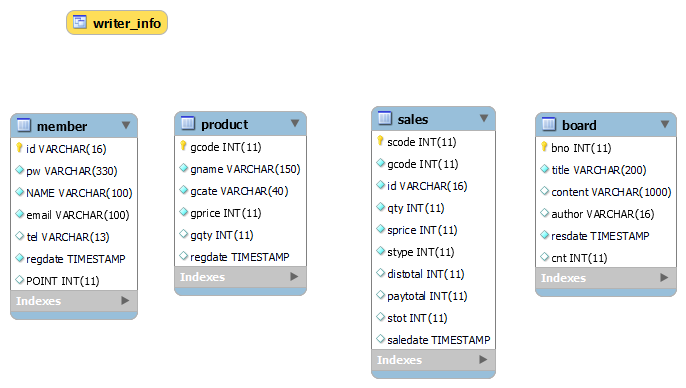 writer_info
member
id VARCHAR(16)
pw VARCHAR(330)
NAME VARCHAR(100)
email VARCHAR(100)
tel VARCHAR(13)
regdate TIMESTAMP
POINT INT(11)
Indexes
product
gcode INT(11)
gname VARCHAR(150)
gcate VARCHAR(40)
gprice INT(11)
gqty INT(11)
regdate TIMESTAMP
Indexes
sales
scode INT(11)
gcode INT(11)
id VARCHAR(16)
qty INT(11)
sprice INT(11)
stype INT(11)
distotal INT(11)
paytotal INT(11)
stot INT(11)
saledate TIMESTAMP
Indexes
board
bno INT(11)
title VARCHAR(200)
content VARCHAR(1000)
author VARCHAR(16)
resdate TIMESTAMP
cnt INT(11)
Indexes